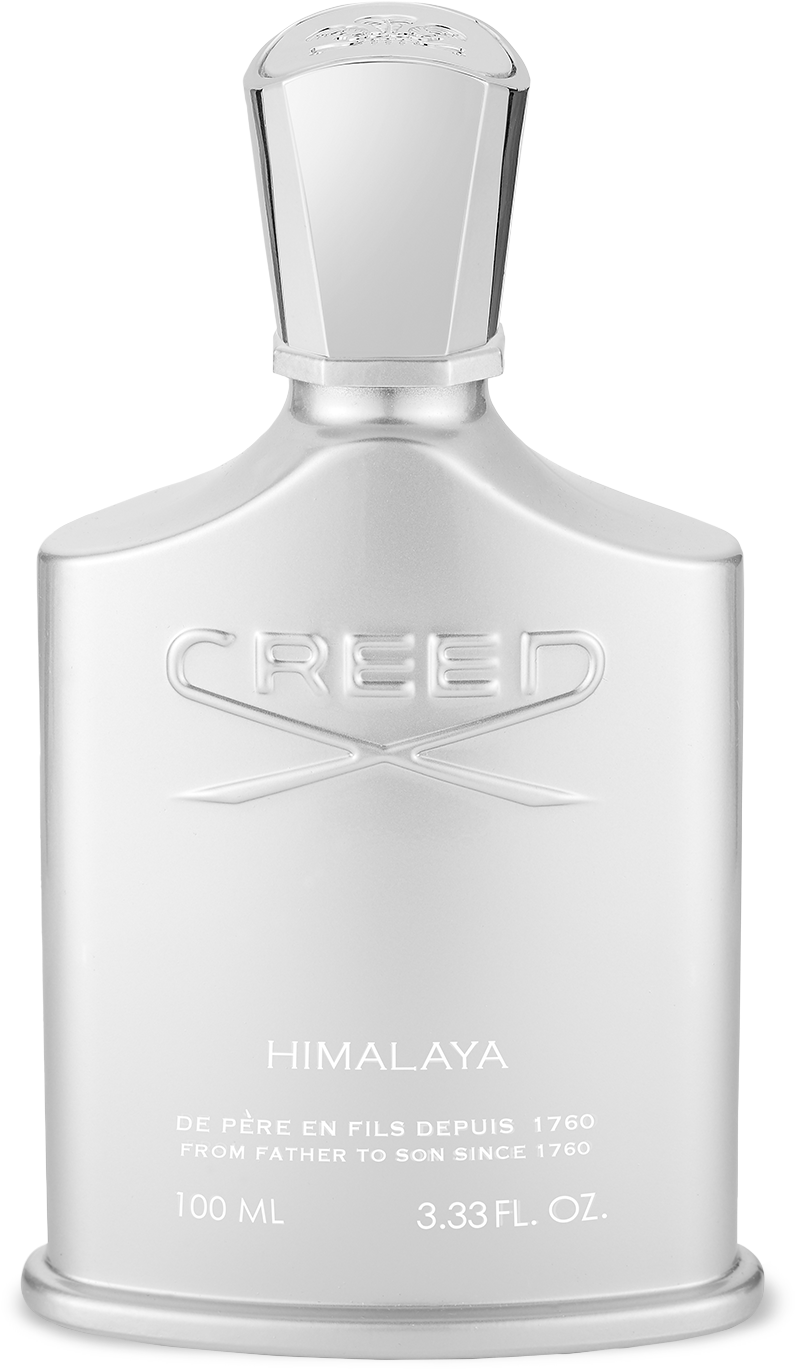 CREED
HIMALAYA
DE PÈRE EN FILS DEPUIS 1760
FROM FATHER TO SON SINCE 1760
100 ML 3.33 FL. OZ.